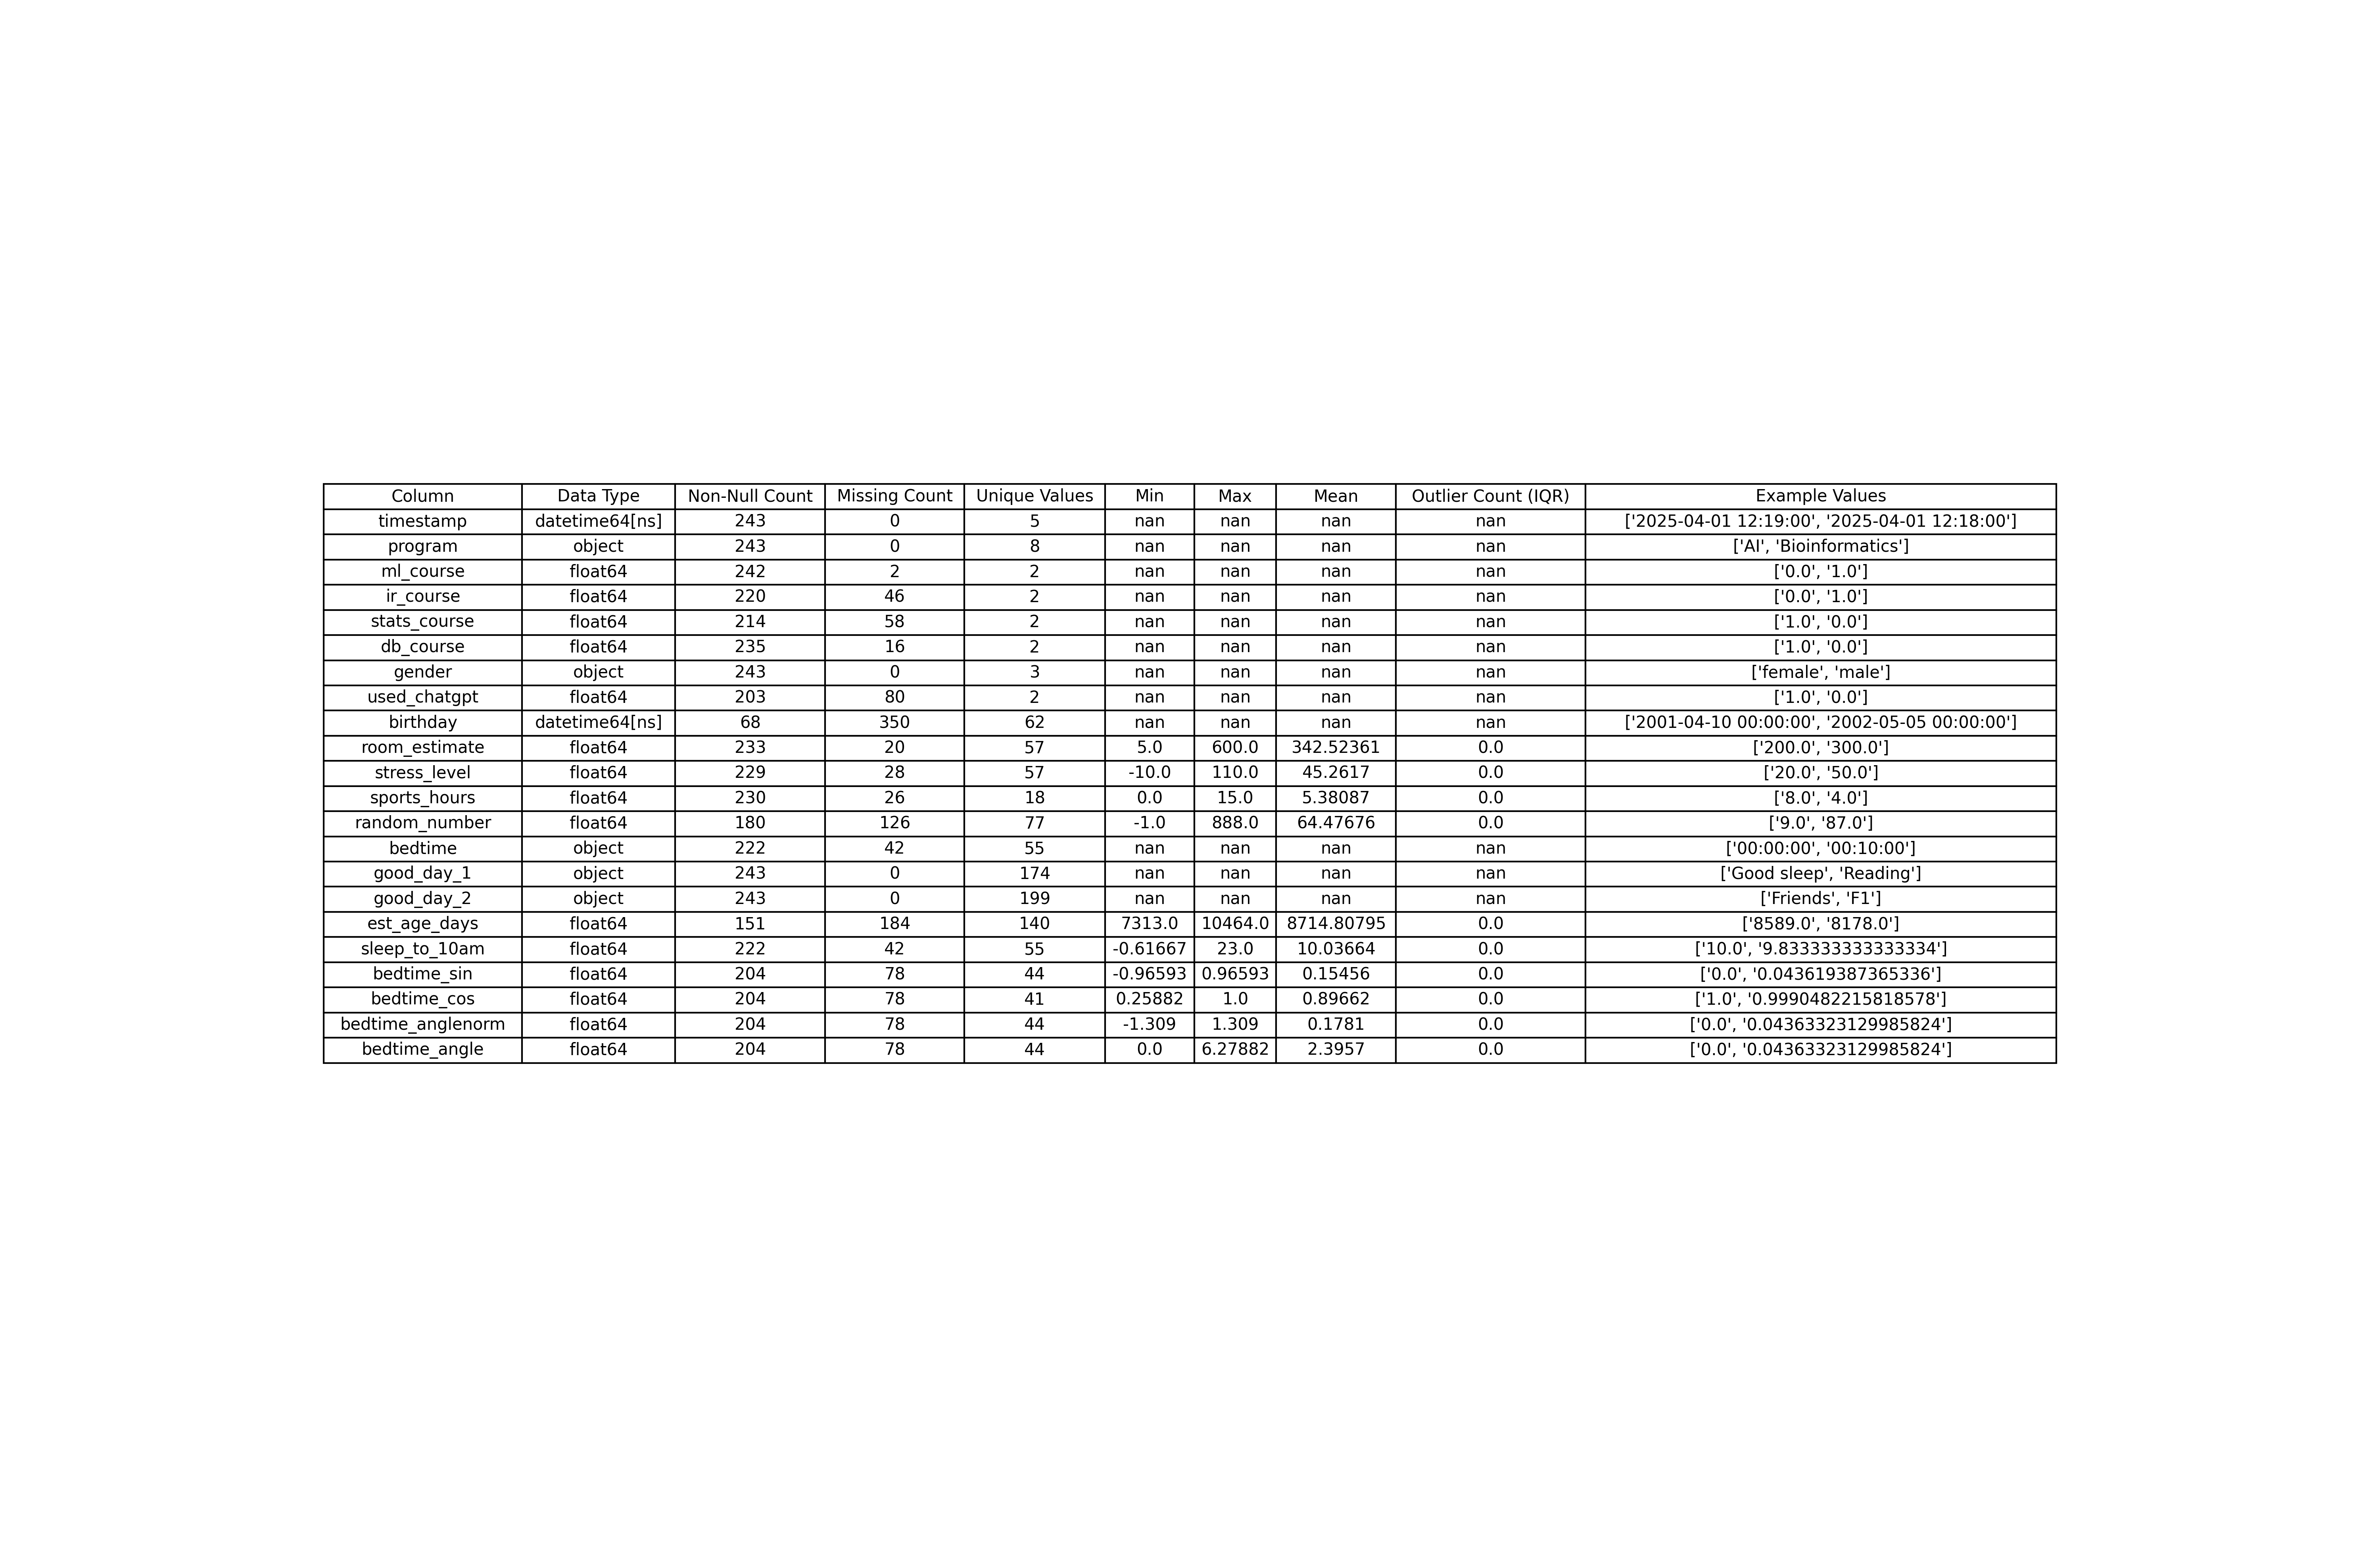 Column Data Type Non-Null Count Missing Count Unique Values Min Max Mean Outlier Count (IQR) Example Values
timestamp datetime64[ns] 243 0 5 nan nan nan nan ['2025-04-01 12:19:00', '2025-04-01 12:18:00']
program object 243 0 8 nan nan nan nan ['AI', 'Bioinformatics']
ml_course float64 242 2 2 nan nan nan nan ['0.0', '1.0']
ir_course float64 220 46 2 nan nan nan nan ['0.0', '1.0']
stats_course float64 214 58 2 nan nan nan nan ['1.0', '0.0']
db_course float64 235 16 2 nan nan nan nan ['1.0', '0.0']
gender object 243 0 3 nan nan nan nan ['female', 'male']
used_chatgpt float64 203 80 2 nan nan nan nan ['1.0', '0.0']
birthday datetime64[ns] 68 350 62 nan nan nan nan ['2001-04-10 00:00:00', '2002-05-05 00:00:00']
room_estimate float64 233 20 57 5.0 600.0 342.52361 0.0 ['200.0', '300.0']
stress_level float64 229 28 57 -10.0 110.0 45.2617 0.0 ['20.0', '50.0']
sports_hours float64 230 26 18 0.0 15.0 5.38087 0.0 ['8.0', '4.0']
random_number float64 180 126 77 -1.0 888.0 64.47676 0.0 ['9.0', '87.0']
bedtime object 222 42 55 nan nan nan nan ['00:00:00', '00:10:00']
good_day_1 object 243 0 174 nan nan nan nan ['Good sleep', 'Reading']
good_day_2 object 243 0 199 nan nan nan nan ['Friends', 'F1']
est_age_days float64 151 184 140 7313.0 10464.0 8714.80795 0.0 ['8589.0', '8178.0']
sleep_to_10am float64 222 42 55 -0.61667 23.0 10.03664 0.0 ['10.0', '9.833333333333334']
bedtime_sin float64 204 78 44 -0.96593 0.96593 0.15456 0.0 ['0.0', '0.043619387365336']
bedtime_cos float64 204 78 41 0.25882 1.0 0.89662 0.0 ['1.0', '0.9990482215818578']
bedtime_anglenorm float64 204 78 44 -1.309 1.309 0.1781 0.0 ['0.0', '0.04363323129985824']
bedtime_angle float64 204 78 44 0.0 6.27882 2.3957 0.0 ['0.0', '0.04363323129985824']